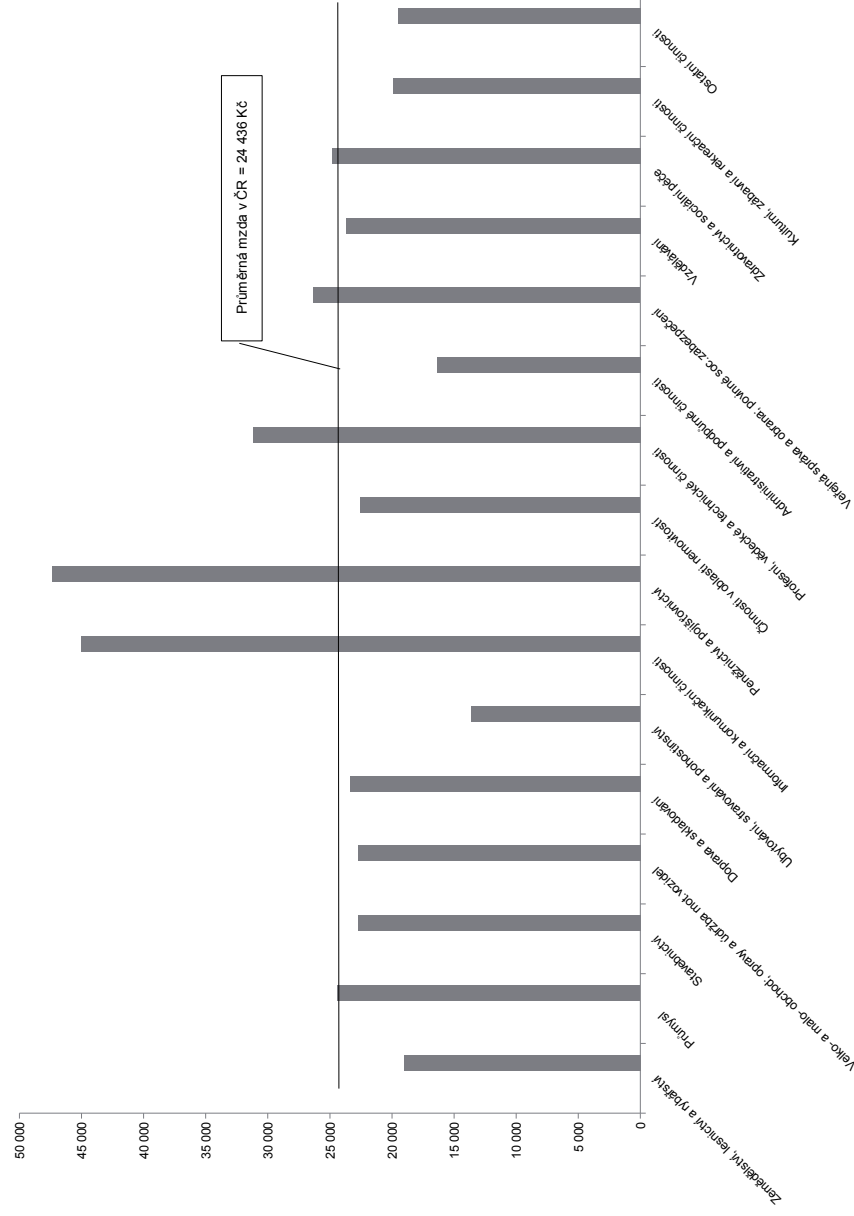 50 000
45 000
40 000
35 000
30 000
25 000
20 000
15 000
10 000
5 000
0
Průměrná mzda v ČR = 24 436 Kč
Zemědělství, lesnictví a rybářství
Průmysl
Stavebnictví
Velko- a malo- obchod; opravy a údržba mot.vozidel
Doprava a skladování
Ubytování, stravování a pohostinství
Informační a komunikační činnosti
Peněžnictví a pojišťovnictví
Činnosti v oblasti nemovitostí
Profesní, vědecké a technické činnosti
Administrativní a podpůrné činnosti
Veřejná správa a obrana; povinné soc.zabezpečení
Vzdělávání
Zdravotnictví a sociální péče
Kulturní, zábavní a rekreační činnosti
Ostatní činnosti